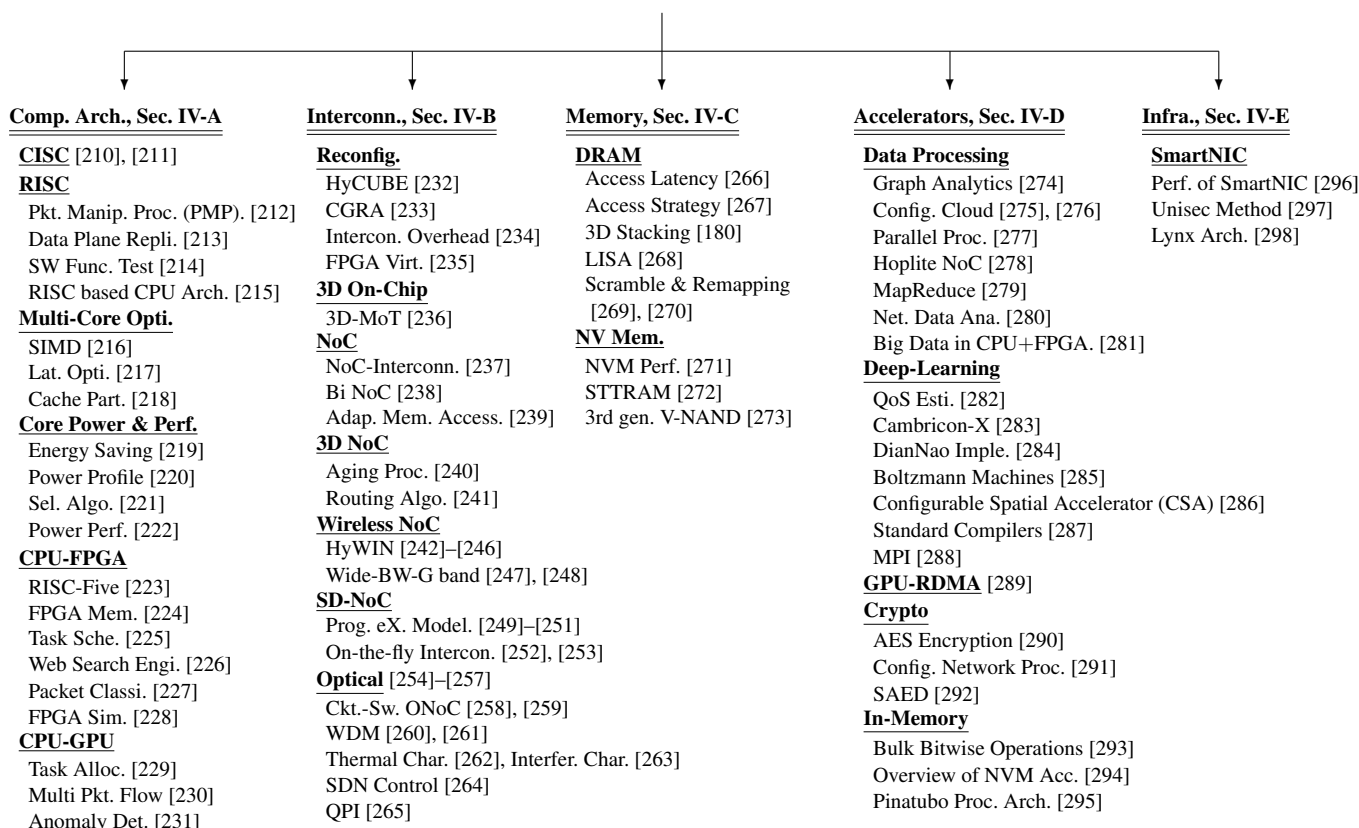 Comp. Arch., Sec. IV-A
CISC [210], [211]
RISC
Pkt. Manip. Proc. (PMP). [212]
Data Plane Repli. [213]
SW Func. Test [214]
RISC based CPU Arch. [215]
Multi-Core Opti.
SIMD [216]
Lat. Opti. [217]
Cache Part. [218]
Core Power & Perf.
Energy Saving [219]
Power Profile [220]
Sel. Algo. [221]
Power Perf. [222]
CPU-FPGA
RISC-Five [223]
FPGA Mem. [224]
Task Sche. [225]
Web Search Engi. [226]
Packet Classi. [227]
FPGA Sim. [228]
CPU-GPU
Task Alloc. [229]
Multi Pkt. Flow [230]
Anomaly Det. [231]
Interconn., Sec. IV-B
Reconfig.
HyCUBE [232]
CGRA [233]
Intercon. Overhead [234]
FPGA Virt. [235]
3D On-Chip
3D-MoT [236]
NoC
NoC-Interconn. [237]
Bi NoC [238]
Adap. Mem. Access. [239]
3D NoC
Aging Proc. [240]
Routing Algo. [241]
Wireless NoC
HyWIN [242]–[246]
Wide-BW-G band [247], [248]
SD-NoC
Prog. eX. Model. [249]–[251]
On-the-fly Intercon. [252], [253]
Optical [254]–[257]
Ckt.-Sw. ONoC [258], [259]
WDM [260], [261]
Thermal Char. [262], Interfer. Char. [263]
SDN Control [264]
QPI [265]
Memory, Sec. IV-C
DRAM
Access Latency [266]
Access Strategy [267]
3D Stacking [180]
LISA [268]
Scramble & Remapping
[269], [270]
NV Mem.
NVM Perf. [271]
STTRAM [272]
3rd gen. V-NAND [273]
Accelerators, Sec. IV-D
Data Processing
Graph Analytics [274]
Config. Cloud [275], [276]
Parallel Proc. [277]
Hoplite NoC [278]
MapReduce [279]
Net. Data Ana. [280]
Big Data in CPU+FPGA. [281]
Deep-Learning
QoS Esti. [282]
Cambricon-X [283]
DianNao Imple. [284]
Boltzmann Machines [285]
Configurable Spatial Accelerator (CSA) [286]
Standard Compilers [287]
MPI [288]
GPU-RDMA [289]
Crypto
AES Encryption [290]
Config. Network Proc. [291]
SAED [292]
In-Memory
Bulk Bitwise Operations [293]
Overview of NVM Acc. [294]
Pinatubo Proc. Arch. [295]
Infra., Sec. IV-E
SmartNIC
Perf. of SmartNIC [296]
Unisec Method [297]
Lynx Arch. [298]